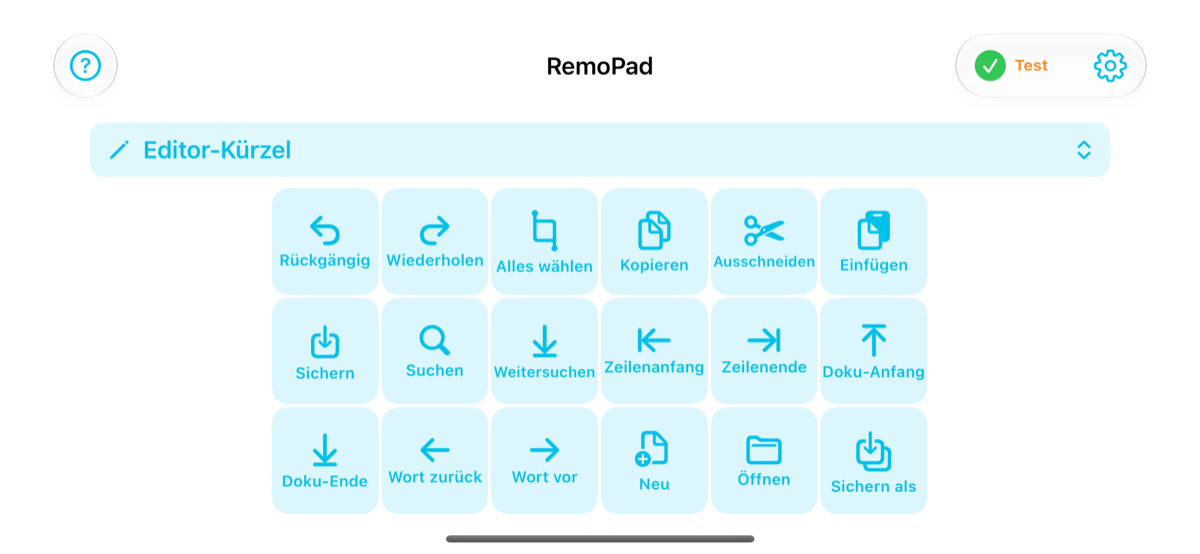 RemoPad
Test
Editor-Kürzel
Rückgängig
Wiederholen
Alles wählen
Kopieren
Ausschneiden
Einfügen
Sichern
Suchen
Weitersuchen
Zeilenanfang
Zeilenende
Doku-Anfang
Doku-Ende
Wort zurück
Wort vor
Neu
Öffnen
Sichern als